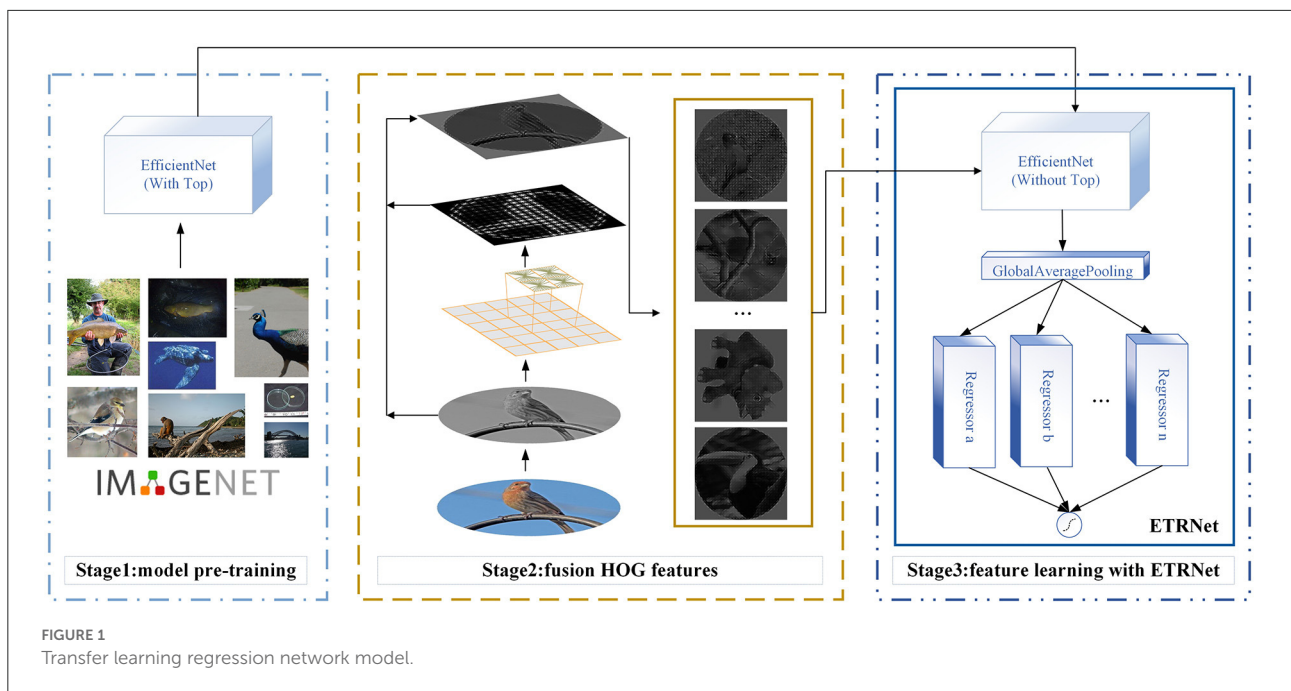 EfficientNet
(With Top)
IMAGENET
Stage1:model pre-training
...
Stage2:fusion HOG features
EfficientNet
(Without Top)
GlobalAveragePooling
Regressor a
Regressor b
...
Regressor n
ETRNet
Stage3:feature learning with ETRNet
FIGURE 1
Transfer learning regression network model.